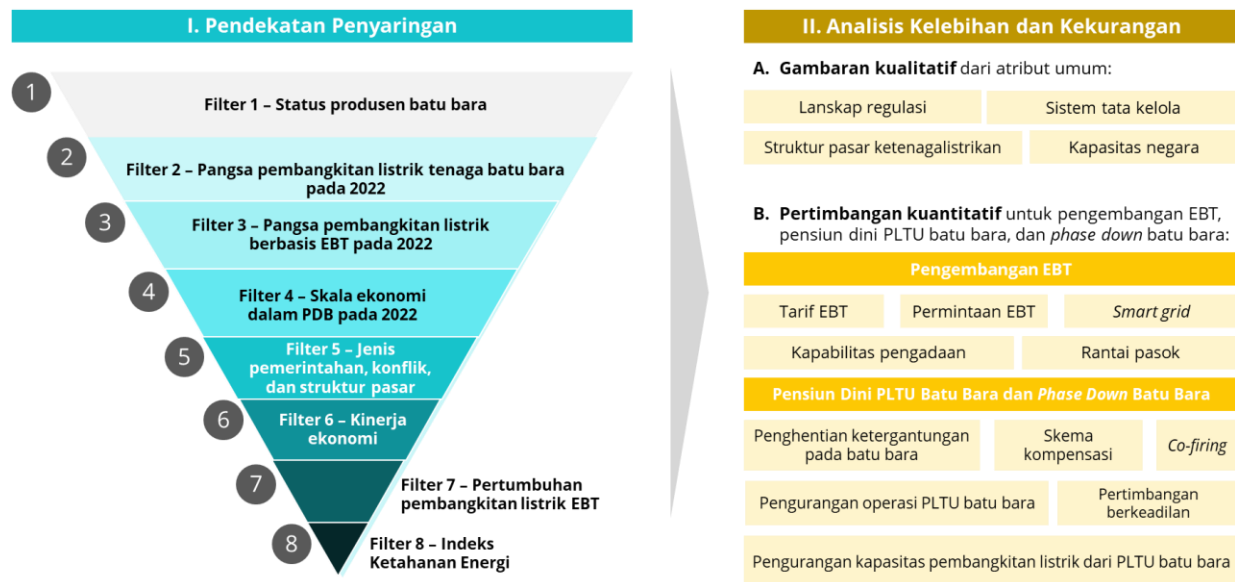 I. Pendekatan Penyaringan
1
Filter 1 – Status produsen batu bara
2
Filter 2 – Pangsa pembangkitan listrik tenaga batu bara
pada 2022
3
Filter 3 – Pangsa pembangkitan listrik
berbasis EBT pada 2022
4
Filter 4 – Skala ekonomi
dalam PDB pada 2022
5
Filter 5 – Jenis
pemerintahan, konflik,
dan struktur pasar
6
Filter 6 – Kinerja
ekonomi
7
Filter 7 – Pertumbuhan
pembangkitan listrik EBT
8
Filter 8 – Indeks
Ketahanan Energi
II. Analisis Kelebihan dan Kekurangan
A. Gambaran kualitatif dari atribut umum:
Lanskap regulasi
Sistem tata kelola
Struktur pasar ketenagalistrikan
Kapasitas negara
B. Pertimbangan kuantitatif untuk pengembangan EBT,
pensiun dini PLTU batu bara, dan phase down batu bara:
Pengembangan EBT
Tarif EBT
Permintaan EBT
Smart grid
Kapabilitas pengadaan
Rantai pasok
Pensiun Dini PLTU Batu Bara dan Phase Down Batu Bara
Penghentian ketergantungan
pada batu bara
Skema
kompensasi
Co-firing
Pengurangan operasi PLTU batu bara
Pertimbangan
berkeadilan
Pengurangan kapasitas pembangkitan listrik dari PLTU batu bara